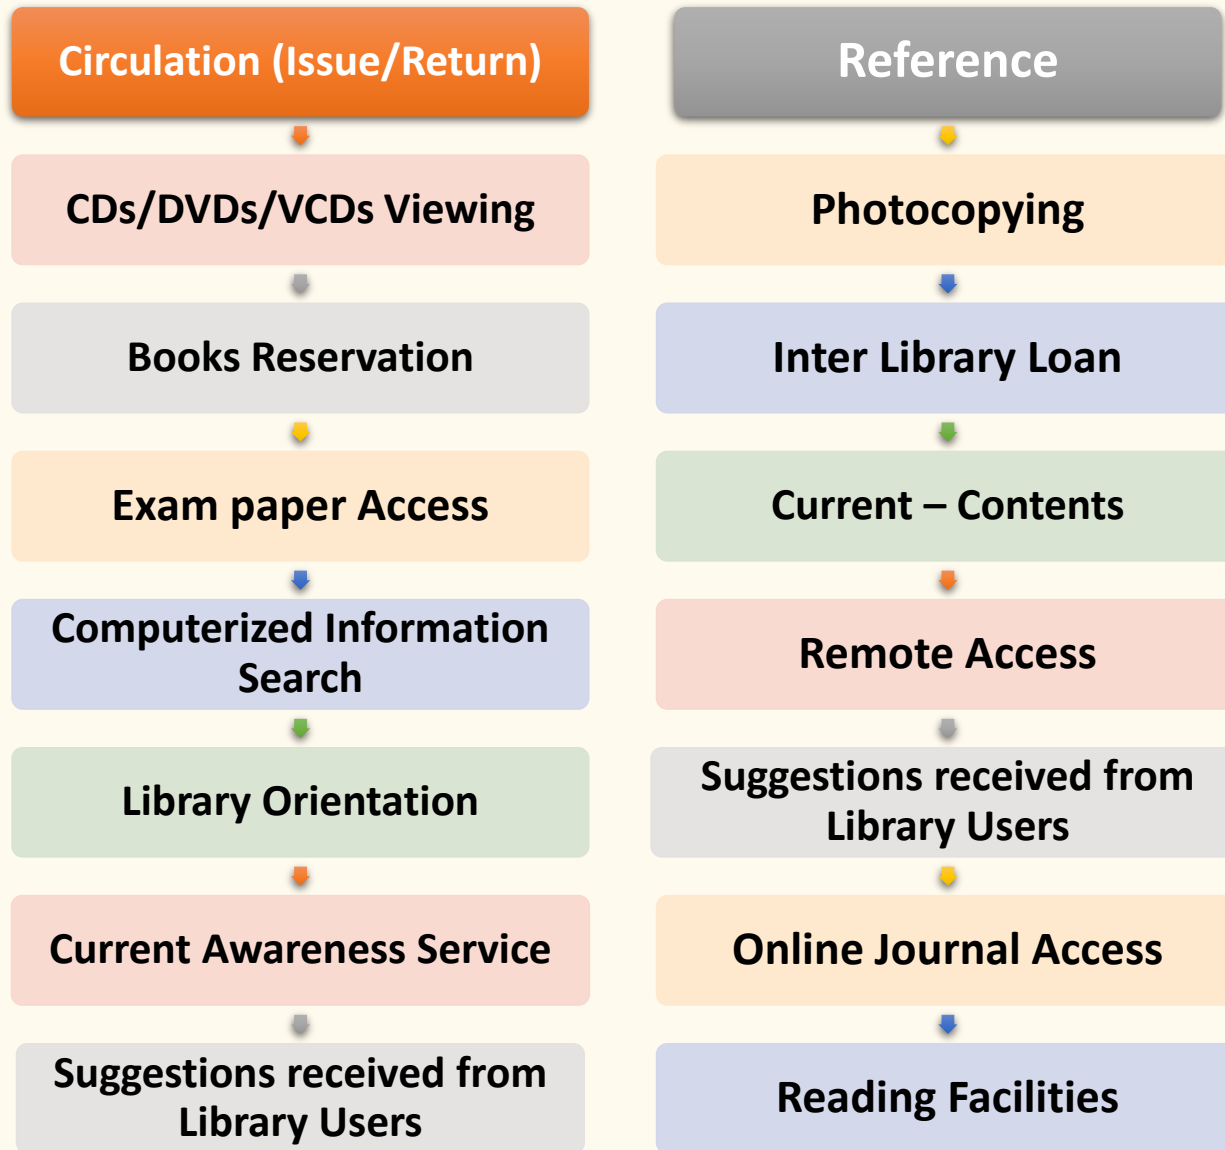 Circulation (Issue/Return)
CDs/DVDs/VCDs Viewing
Books Reservation
Exam paper Access
Computerized Information
Search
Library Orientation
Current Awareness Service
Suggestions received from
Library Users
Reference
Photocopying
Inter Library Loan
Current – Contents
Remote Access
Suggestions received from
Library Users
Online Journal Access
Reading Facilities